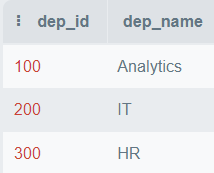 dep_id dep_name
100 Analytics
200 IT
300 HR